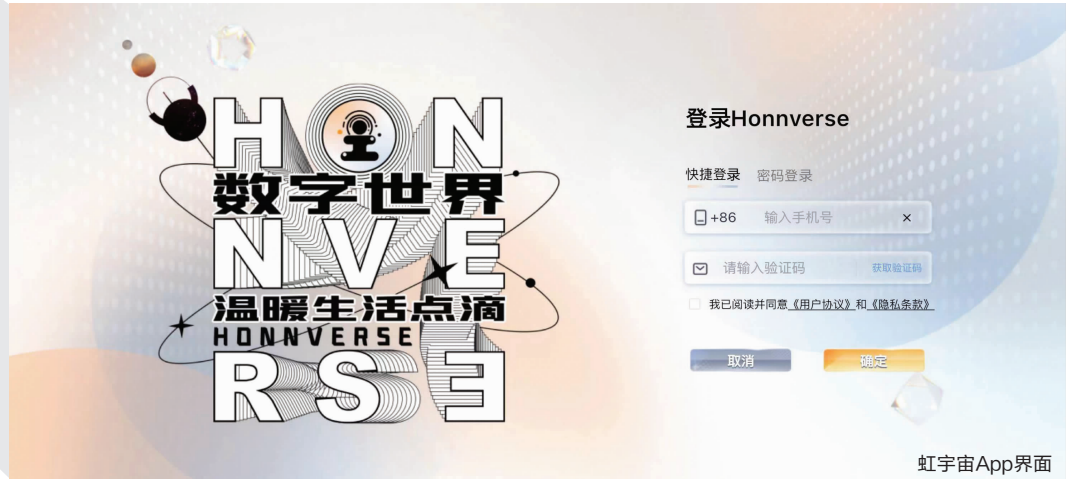 HON
数字世界
NVE
温暖生活点滴
HONNVERSE
RSE
登录Honnverse
快捷登录 密码登录
+86 输入手机号 ×
请输入验证码 获取验证码
我已阅读并同意《用户协议》和《隐私条款》
取消 确定
虹宇宙App界面